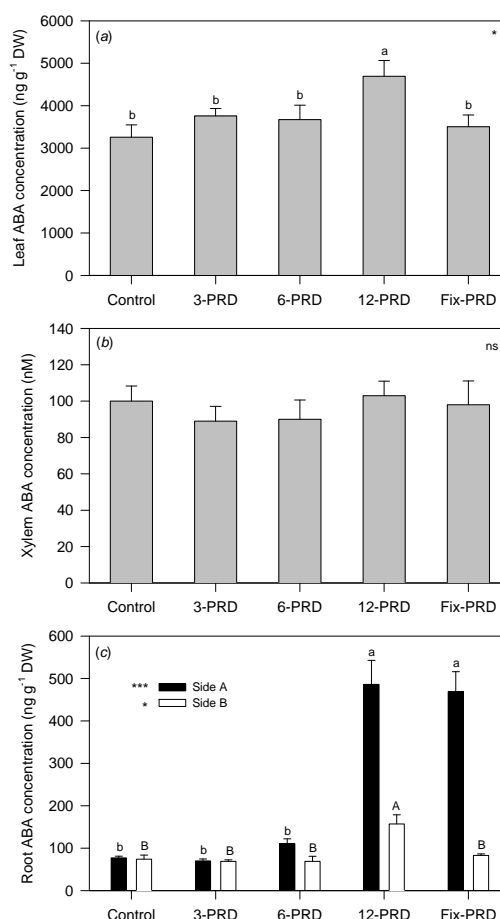 (a)
*
Leaf ABA concentration (ng g⁻¹ DW)
6000
5000
4000
3000
2000
1000
0
b
b
b
a
b
Control
3-PRD
6-PRD
12-PRD
Fix-PRD
(b)
ns
Xylem ABA concentration (nM)
140
120
100
80
60
40
20
0
Control
3-PRD
6-PRD
12-PRD
Fix-PRD
(c)
Root ABA concentration (ng g⁻¹ DW)
600
500
400
300
200
100
0
*** Side A
* Side B
b B
b B
b B
a A
a B
Control
3-PRD
6-PRD
12-PRD
Fix-PRD